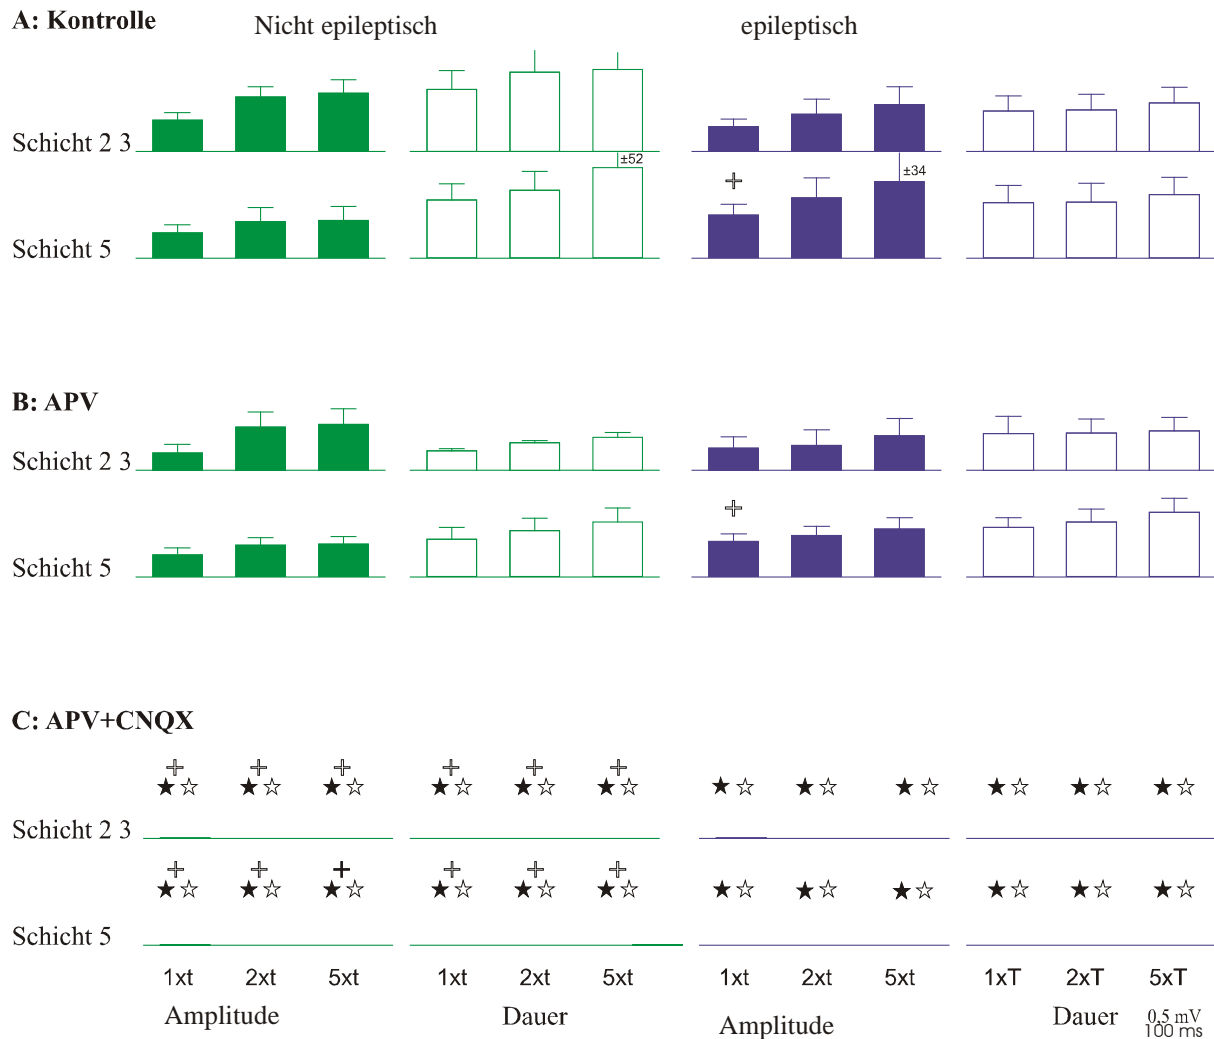 A: Kontrolle
Nicht epileptisch epileptisch
Schicht 2 3
±52 ±34
Schicht 5
B: APV
Schicht 2 3
Schicht 5
C: APV+CNQX
Schicht 2 3
Schicht 5
1xt 2xt 5xt 1xt 2xt 5xt 1xt 2xt 5xt 1xT 2xT 5xT
Amplitude Dauer Amplitude Dauer
0,5 mV
100 ms